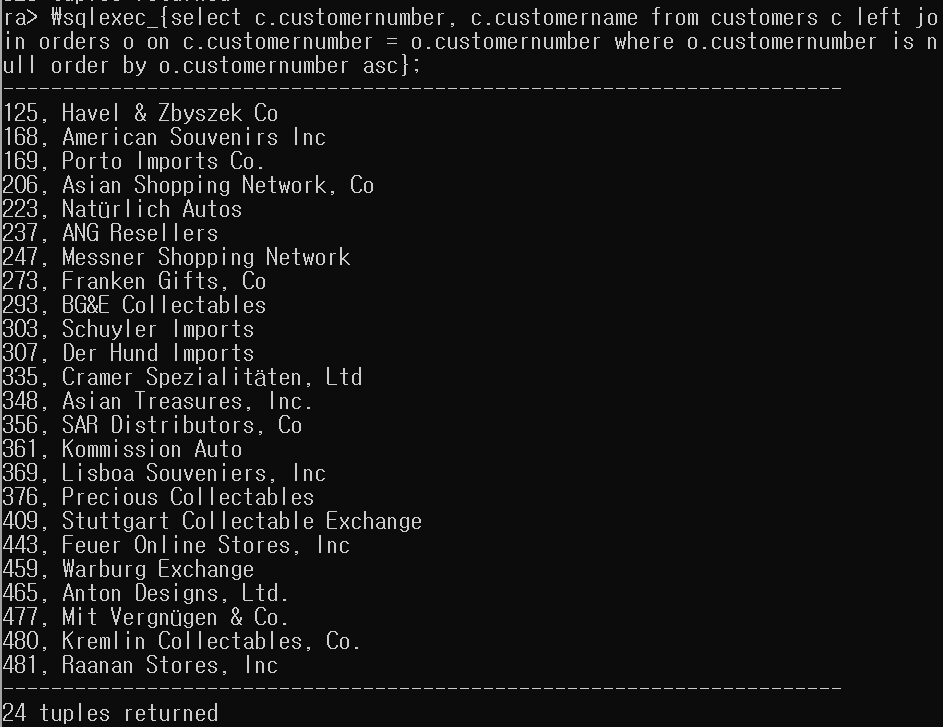 ra> ₩sqlexec_{select c.customernumber, c.customername from customers c left jo
in orders o on c.customernumber = o.customernumber where o.customernumber is n
ull order by o.customernumber asc};
----------------------------------------------------------------------
125, Havel & Zbyszek Co
168, American Souvenirs Inc
169, Porto Imports Co.
206, Asian Shopping Network, Co
223, Natürlich Autos
237, ANG Resellers
247, Messner Shopping Network
273, Franken Gifts, Co
293, BG&E Collectables
303, Schuyler Imports
307, Der Hund Imports
335, Cramer Spezialitäten, Ltd
348, Asian Treasures, Inc.
356, SAR Distributors, Co
361, Kommission Auto
369, Lisboa Souveniers, Inc
376, Precious Collectables
409, Stuttgart Collectable Exchange
443, Feuer Online Stores, Inc
459, Warburg Exchange
465, Anton Designs, Ltd.
477, Mit Vergnügen & Co.
480, Kremlin Collectables, Co.
481, Raanan Stores, Inc
----------------------------------------------------------------------
24 tuples returned